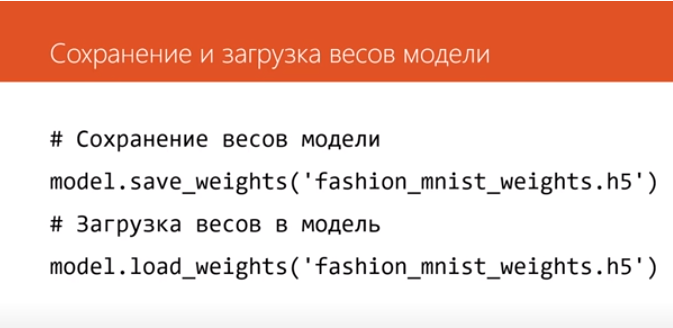 Сохранение и загрузка весов модели
# Сохранение весов модели
model.save_weights('fashion_mnist_weights.h5')
# Загрузка весов в модель
model.load_weights('fashion_mnist_weights.h5')